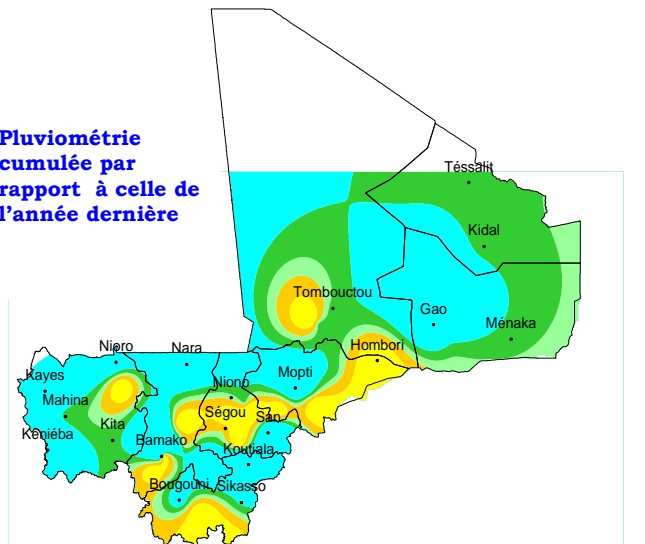 Pluviométrie
cumulée par
rapport à celle de
l'année dernière
Téssalit
Kidal
Tombouctou
Gao
Ménaka
Hombori
Nioro
Nara
Mopti
Kayes
Niono
Mahina
Ségou
San
Kita
Kéniéba
Bamako
Koutiala
Bougouni
Sikasso